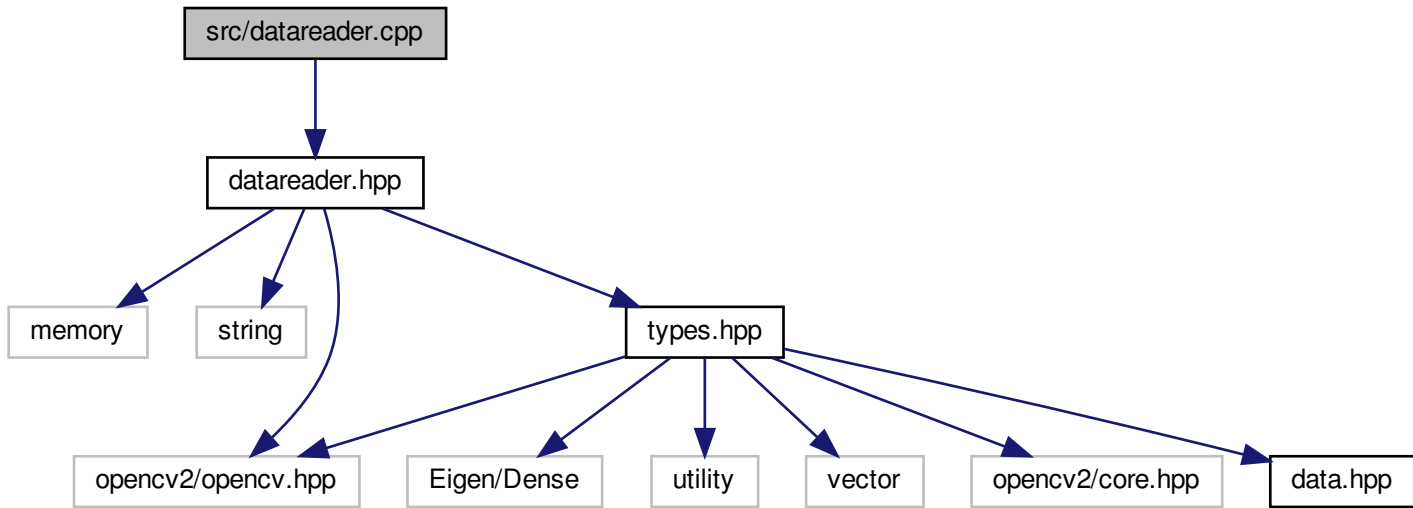 src/datareader.cpp
datareader.hpp
memory
string
types.hpp
opencv2/opencv.hpp
Eigen/Dense
utility
vector
opencv2/core.hpp
data.hpp